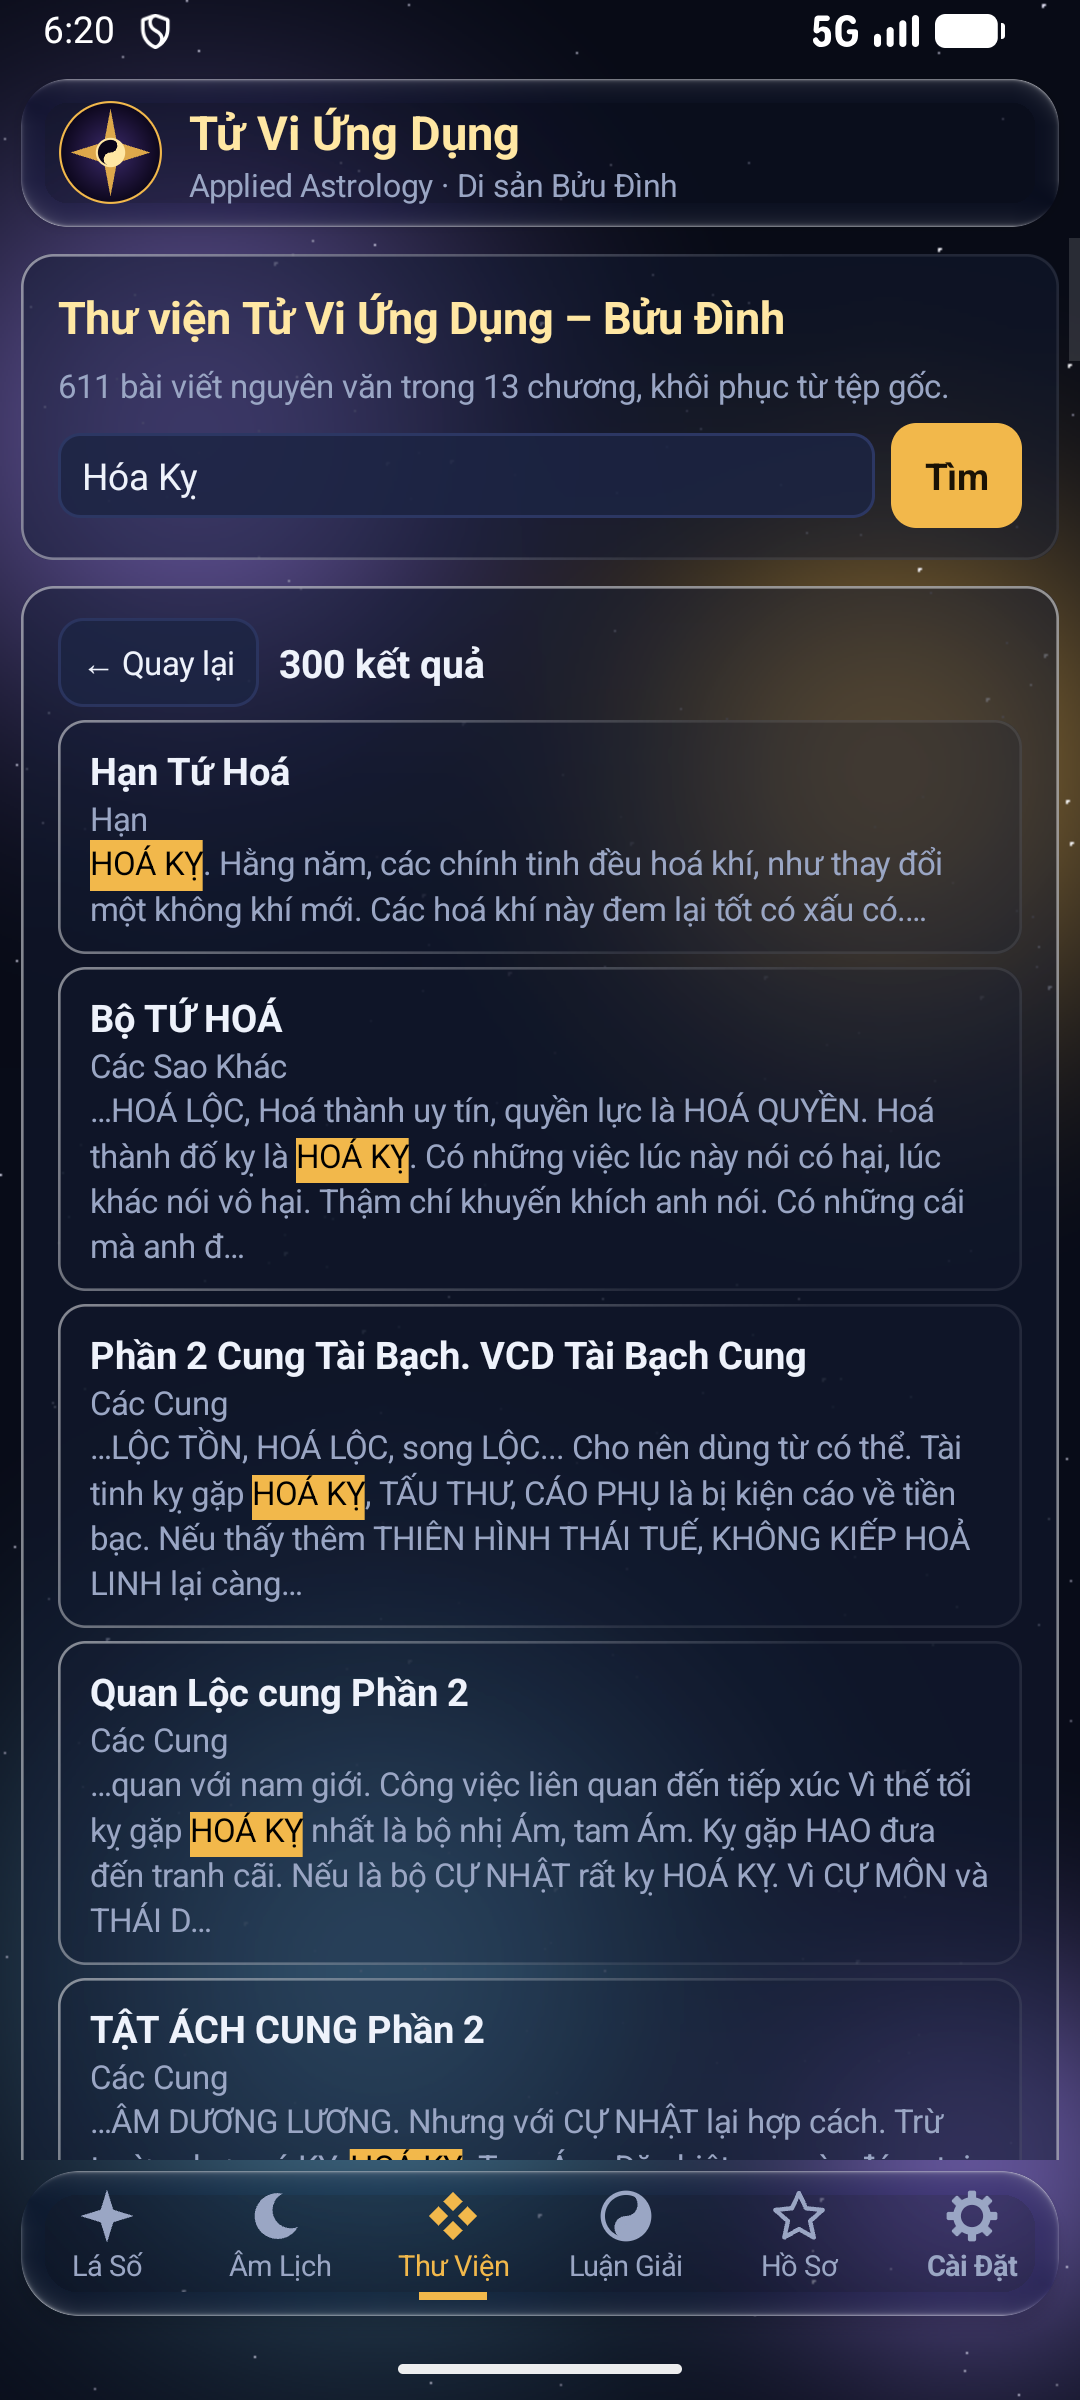 6:20
5G
Tử Vi Ứng Dụng
Applied Astrology · Di sản Bửu Đình
Thư viện Tử Vi Ứng Dụng – Bửu Đình
611 bài viết nguyên văn trong 13 chương, khôi phục từ tệp gốc.
Hóa Kỵ
Tìm
← Quay lại
300 kết quả
Hạn Tứ Hoá
Hạn
HOÁ KỴ. Hằng năm, các chính tinh đều hoá khí, như thay đổi
một không khí mới. Các hoá khí này đem lại tốt có xấu có....
Bộ TỨ HOÁ
Các Sao Khác
...HOÁ LỘC, Hoá thành uy tín, quyền lực là HOÁ QUYỀN. Hoá
thành đố kỵ là HOÁ KỴ. Có những việc lúc này nói có hại, lúc
khác nói vô hại. Thậm chí khuyến khích anh nói. Có những cái
mà anh đ...
Phần 2 Cung Tài Bạch. VCD Tài Bạch Cung
Các Cung
...LỘC TỒN, HOÁ LỘC, song LỘC... Cho nên dùng từ có thể. Tài
tinh kỵ gặp HOÁ KỴ, TẤU THƯ, CÁO PHỤ là bị kiện cáo về tiền
bạc. Nếu thấy thêm THIÊN HÌNH THÁI TUẾ, KHÔNG KIẾP HOẢ
LINH lại càng...
Quan Lộc cung Phần 2
Các Cung
...quan với nam giới. Công việc liên quan đến tiếp xúc Vì thế tối
kỵ gặp HOÁ KỴ nhất là bộ nhị Ám, tam Ám. Kỵ gặp HAO đưa
đến tranh cãi. Nếu là bộ CỰ NHẬT rất kỵ HOÁ KỴ. Vì CỰ MÔN và
THÁI D...
TẬT ÁCH CUNG Phần 2
Các Cung
...ÂM DƯƠNG LƯƠNG. Nhưng với CỰ NHẬT lại hợp cách. Trừ
HOÁ KỴ
Lá Số
Âm Lịch
Thư Viện
Luận Giải
Hồ Sơ
Cài Đặt